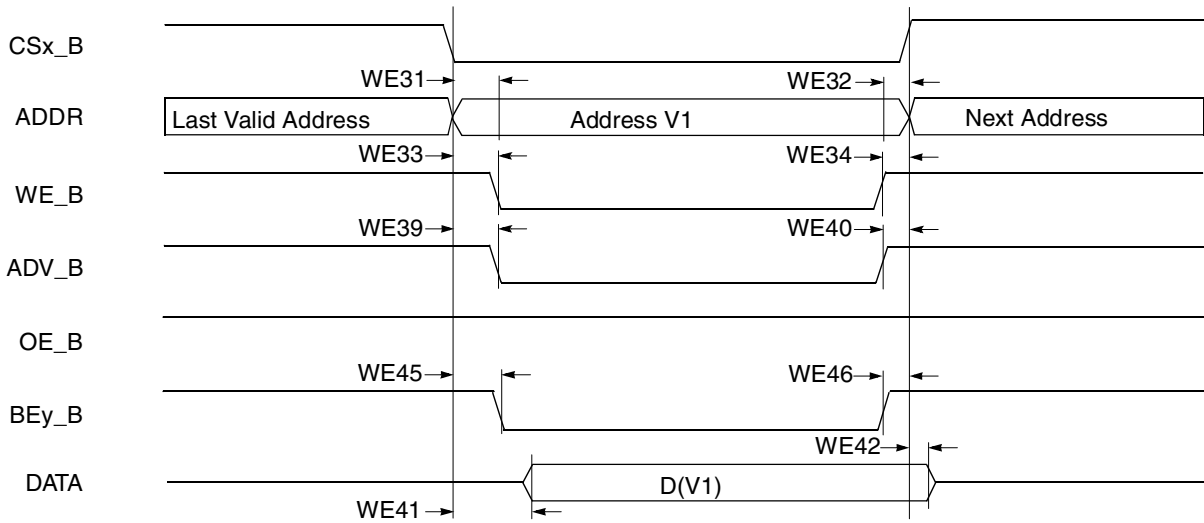 CSx_B
WE31
WE32
ADDR
Last Valid Address
Address V1
Next Address
WE33
WE34
WE_B
WE39
WE40
ADV_B
OE_B
WE45
WE46
BEy_B
WE42
DATA
D(V1)
WE41